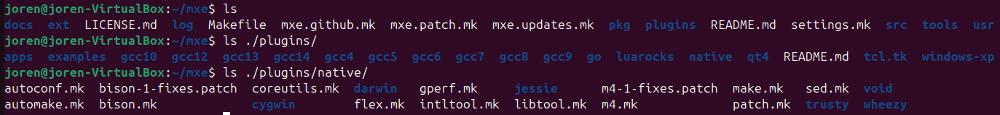 joren@joren-VirtualBox:~/mxe$ ls
docs ext LICENSE.md log Makefile mxe.github.mk mxe.patch.mk mxe.updates.mk pkg plugins README.md settings.mk src tools usr
joren@joren-VirtualBox:~/mxe$ ls ./plugins/
apps examples gcc10 gcc12 gcc13 gcc14 gcc4 gcc5 gcc6 gcc7 gcc8 gcc9 go luarocks native qt4 README.md tcl.tk windows-xp
joren@joren-VirtualBox:~/mxe$ ls ./plugins/native/
autoconf.mk bison-1-fixes.patch coreutils.mk darwin gperf.mk jessie m4-1-fixes.patch make.mk sed.mk void
automake.mk bison.mk cygwin flex.mk intltool.mk libtool.mk m4.mk patch.mk trusty wheezy